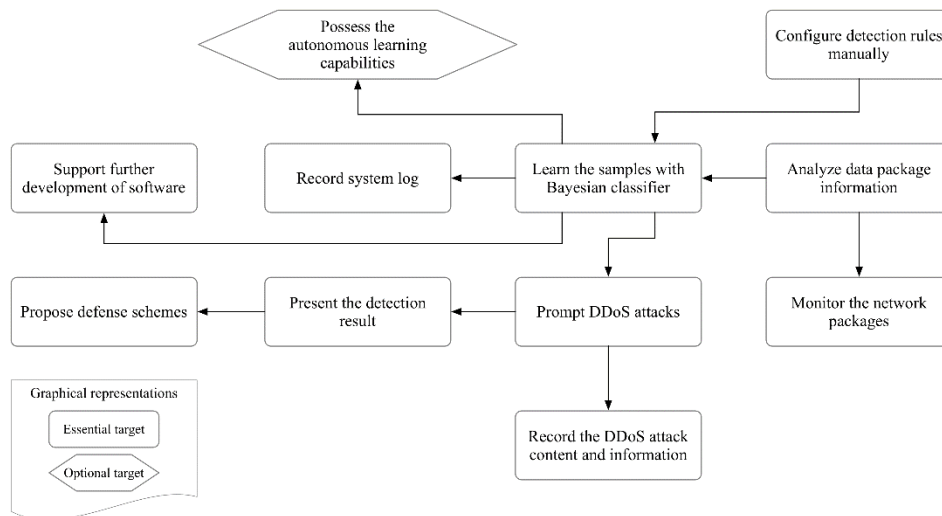 Possess the
autonomous learning
capabilities
Configure detection rules
manually
Support further
development of software
Record system log
Learn the samples with
Bayesian classifier
Analyze data package
information
Propose defense schemes
Present the detection
result
Prompt DDoS attacks
Monitor the network
packages
Graphical representations
Essential target
Optional target
Record the DDoS attack
content and information